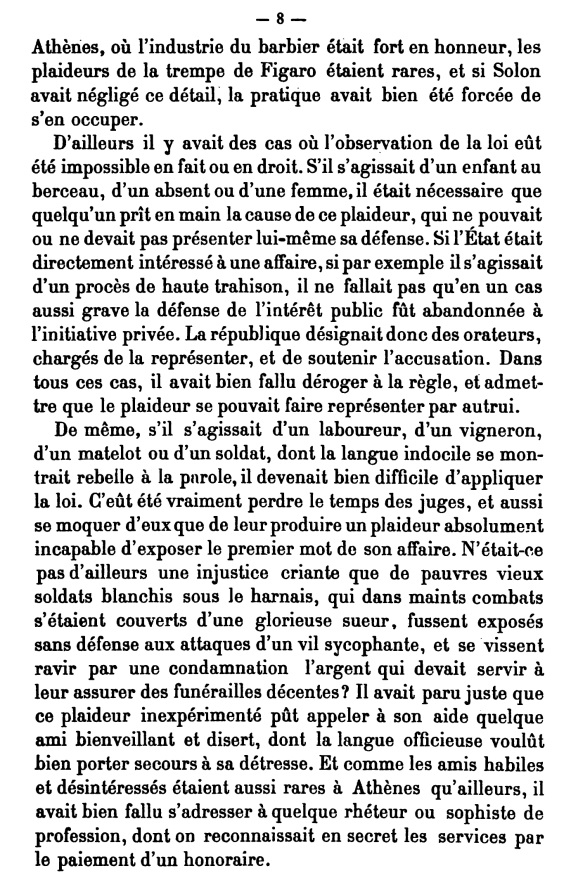 — 8 —
Athènes, où l'industrie du barbier était fort en honneur, les
plaideurs de la trempe de Figaro étaient rares, et si Solon
avait négligé ce détail, la pratique avait bien été forcée de
s'en occuper.
D'ailleurs il y avait des cas où l'observation de la loi eût
été impossible en fait ou en droit. S'il s'agissait d'un enfant au
berceau, d'un absent ou d'une femme, il était nécessaire que
quelqu'un prît en main la cause de ce plaideur, qui ne pouvait
ou ne devait pas présenter lui-même sa défense. Si l'État était
directement intéressé à une affaire, si par exemple il s'agissait
d'un procès de haute trahison, il ne fallait pas qu'en un cas
aussi grave la défense de l'intérêt public fût abandonnée à
l'initiative privée. La république désignait donc des orateurs,
chargés de la représenter, et de soutenir l'accusation. Dans
tous ces cas, il avait bien fallu déroger à la règle, et admet-
tre que le plaideur se pouvait faire représenter par autrui.
De même, s'il s'agissait d'un laboureur, d'un vigneron,
d'un matelot ou d'un soldat, dont la langue indocile se mon-
trait rebelle à la parole, il devenait bien difficile d'appliquer
la loi. C'eût été vraiment perdre le temps des juges, et aussi
se moquer d'eux que de leur produire un plaideur absolument
incapable d'exposer le premier mot de son affaire. N'était-ce
pas d'ailleurs une injustice criante que de pauvres vieux
soldats blanchis sous le harnais, qui dans maints combats
s'étaient couverts d'une glorieuse sueur, fussent exposés
sans défense aux attaques d'un vil sycophante, et se vissent
ravir par une condamnation l'argent qui devait servir à
leur assurer des funérailles décentes? Il avait paru juste que
ce plaideur inexpérimenté pût appeler à son aide quelque
ami bienveillant et disert, dont la langue officieuse voulût
bien porter secours à sa détresse. Et comme les amis habiles
et désintéressés étaient aussi rares à Athènes qu'ailleurs, il
avait bien fallu s'adresser à quelque rhéteur ou sophiste de
profession, dont on reconnaissait en secret les services par
le paiement d'un honoraire.